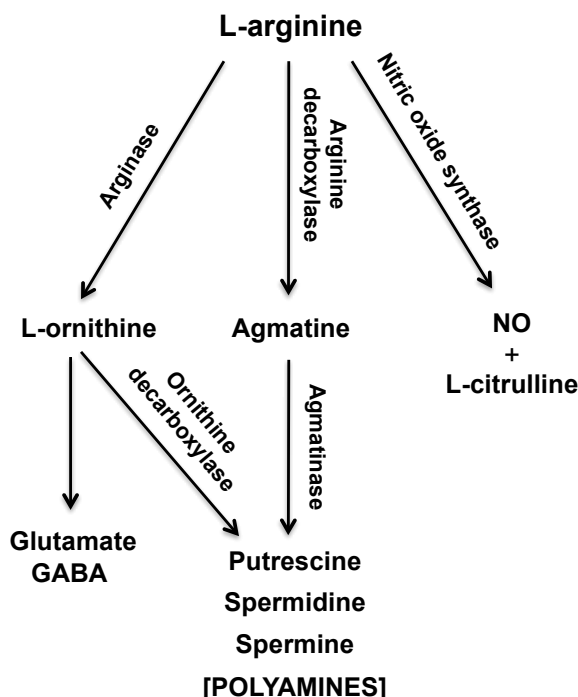 L-arginine
Arginase
Arginine
decarboxylase
Nitric oxide synthase
L-ornithine
Agmatine
NO
+
L-citrulline
Ornithine
decarboxylase
Agmatinase
Glutamate
GABA
Putrescine
Spermidine
Spermine
[POLYAMINES]